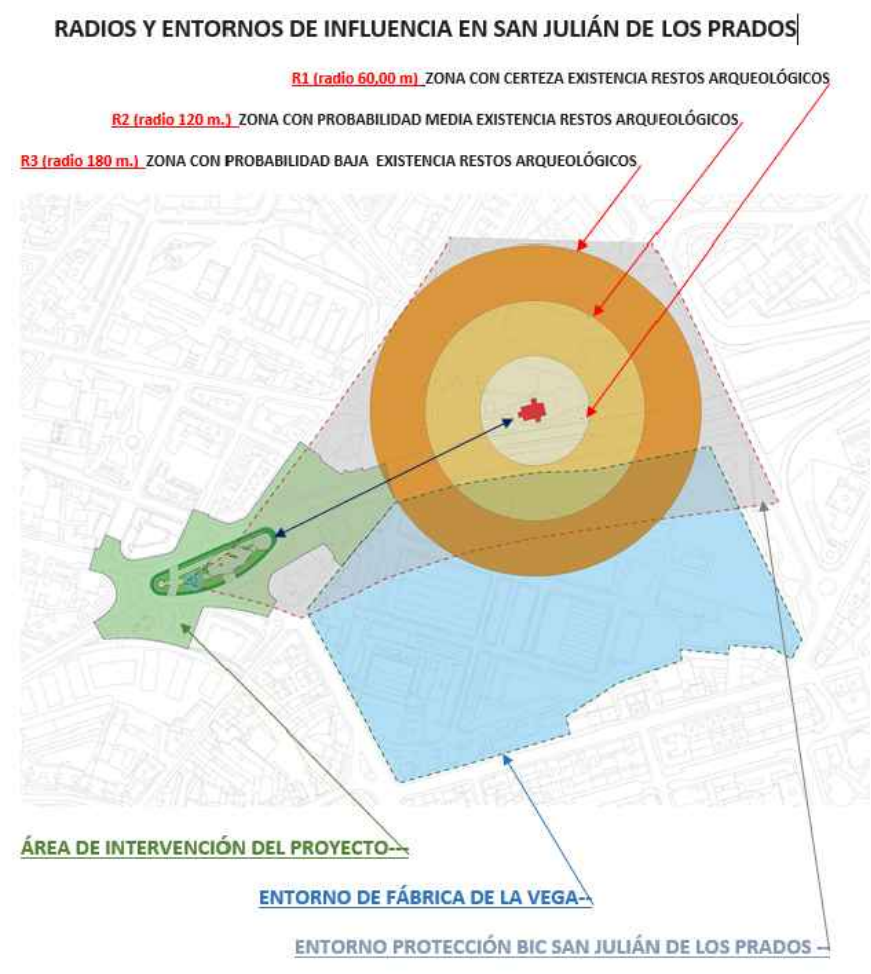 RADIOS Y ENTORNOS DE INFLUENCIA EN SAN JULIÁN DE LOS PRADOS
R1 (radio 60,00 m) ZONA CON CERTEZA EXISTENCIA RESTOS ARQUEOLÓGICOS
R2 (radio 120 m.) ZONA CON PROBABILIDAD MEDIA EXISTENCIA RESTOS ARQUEOLÓGICOS
R3 (radio 180 m.) ZONA CON PROBABILIDAD BAJA EXISTENCIA RESTOS ARQUEOLÓGICOS
ÁREA DE INTERVENCIÓN DEL PROYECTO---
ENTORNO DE FÁBRICA DE LA VEGA--
ENTORNO PROTECCIÓN BIC SAN JULIÁN DE LOS PRADOS --